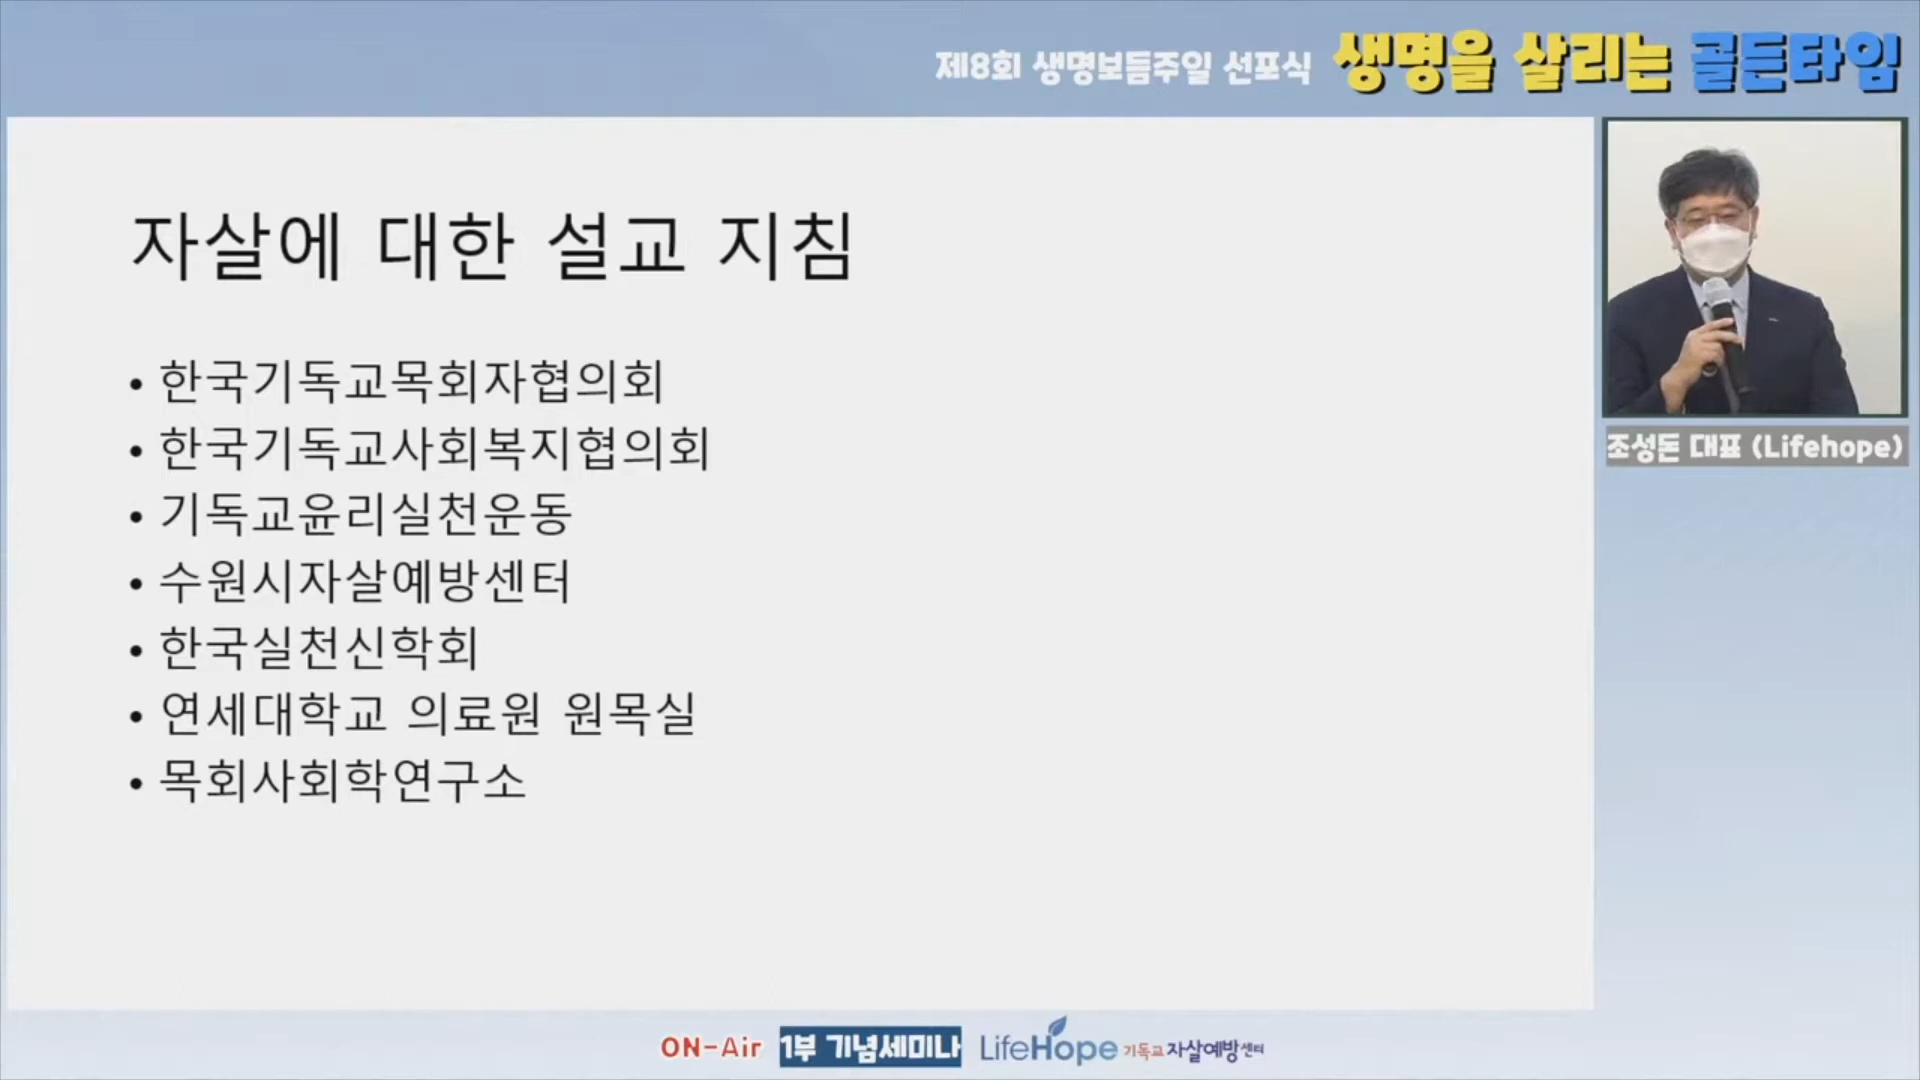 제8회 생명보듬주일 선포식 생명을 살리는 골든타임
자살에 대한 설교 지침
• 한국기독교목회자협의회
• 한국기독교사회복지협의회
• 기독교윤리실천운동
• 수원시자살예방센터
• 한국실천신학회
• 연세대학교 의료원 원목실
• 목회사회학연구소
조성돈 대표 (Lifehope)
ON-Air 1부 기념세미나 LifeHope 기독교자살예방센터